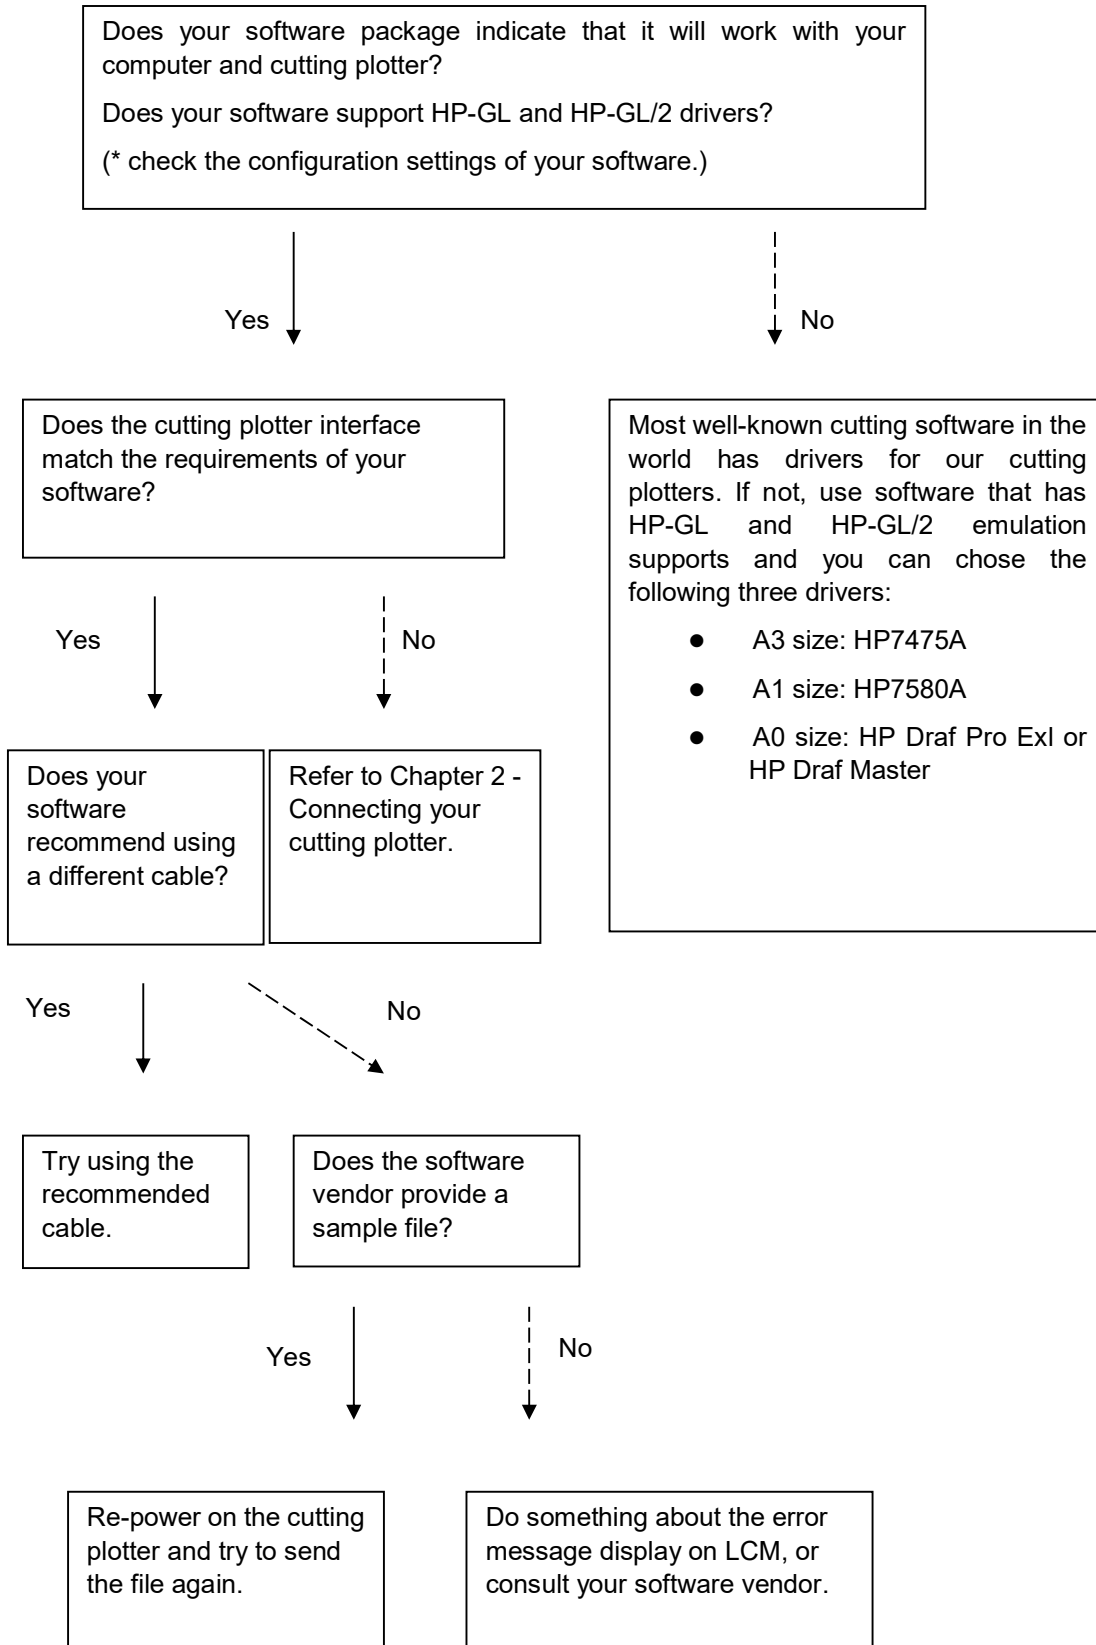 Does your software package indicate that it will work with your
computer and cutting plotter?
Does your software support HP-GL and HP-GL/2 drivers?
(* check the configuration settings of your software.)
Yes
No
Does the cutting plotter interface
match the requirements of your
software?
Most well-known cutting software in the
world has drivers for our cutting
plotters. If not, use software that has
HP-GL and HP-GL/2 emulation
supports and you can chose the
following three drivers:
● A3 size: HP7475A
● A1 size: HP7580A
● A0 size: HP Draf Pro Exl or
HP Draf Master
Yes
No
Does your
software
recommend using
a different cable?
Refer to Chapter 2 -
Connecting your
cutting plotter.
Yes
No
Try using the
recommended
cable.
Does the software
vendor provide a
sample file?
Yes
No
Re-power on the cutting
plotter and try to send
the file again.
Do something about the error
message display on LCM, or
consult your software vendor.